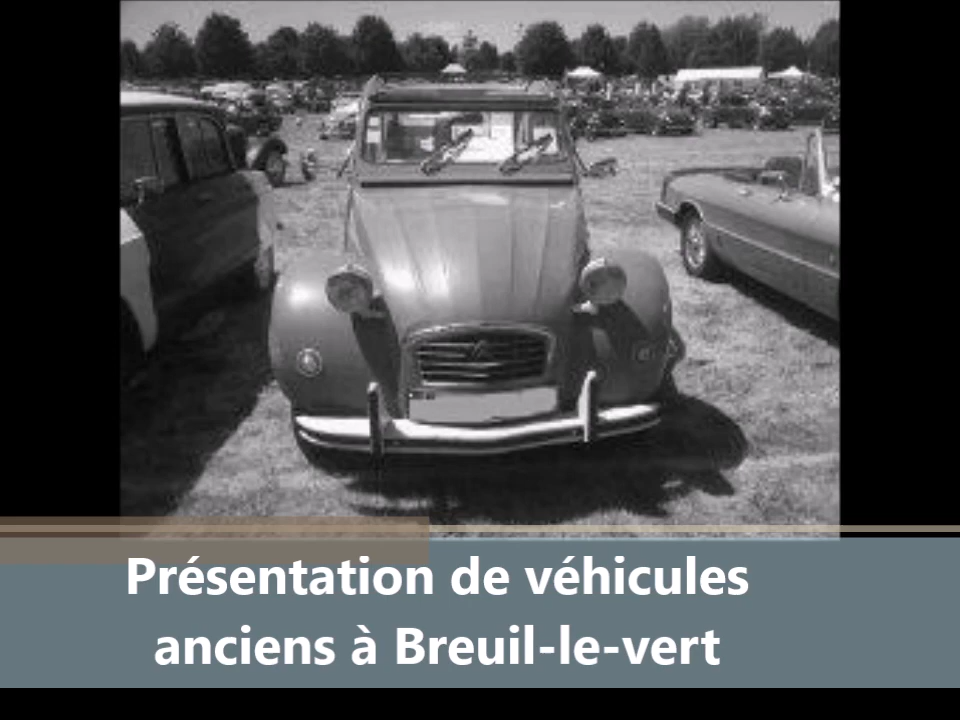 Présentation de véhicules
anciens à Breuil-le-vert